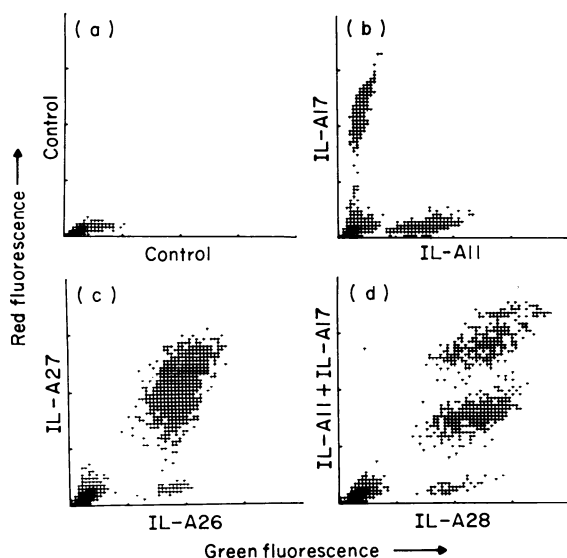 (a)
Control
Control
(b)
IL-A17
IL-A11
Red fluorescence
(c)
IL-A27
IL-A26
(d)
IL-A11 + IL-A17
IL-A28
Green fluorescence